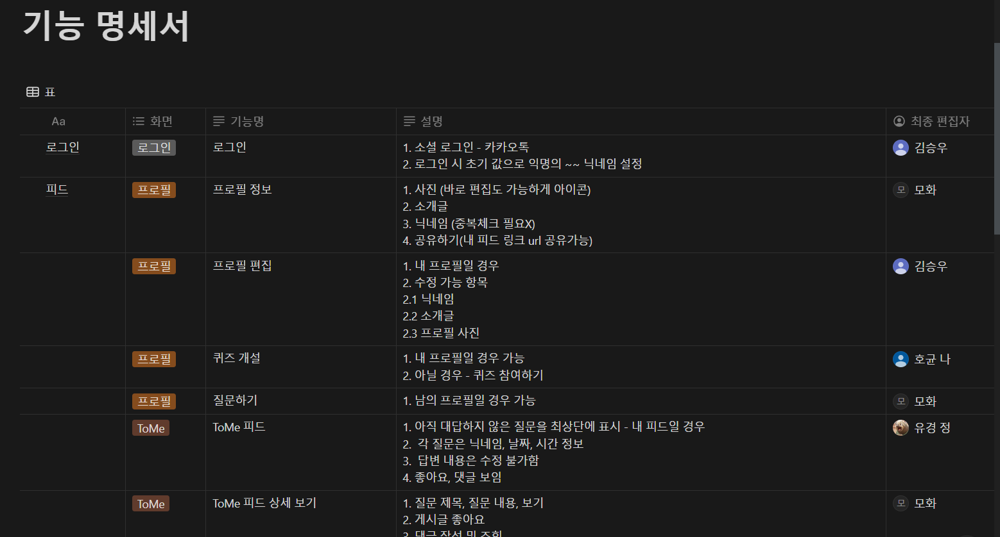 기능 명세서
표
Aa
화면
기능명
설명
최종 편집자
로그인
로그인
로그인
1. 소셜 로그인 - 카카오톡
2. 로그인 시 초기 값으로 익명의 ~~ 닉네임 설정
김승우
피드
프로필
프로필 정보
1. 사진 (바로 편집도 가능하게 아이콘)
2. 소개글
3. 닉네임 (중복체크 필요X)
4. 공유하기(내 피드 링크 url 공유가능)
모
모화
프로필
프로필 편집
1. 내 프로필일 경우
2. 수정 가능 항목
2.1 닉네임
2.2 소개글
2.3 프로필 사진
김승우
프로필
퀴즈 개설
1. 내 프로필일 경우 가능
2. 아닐 경우 - 퀴즈 참여하기
호균 나
프로필
질문하기
1. 남의 프로필일 경우 가능
모
모화
ToMe
ToMe 피드
1. 아직 대답하지 않은 질문을 최상단에 표시 - 내 피드일 경우
2. 각 질문은 닉네임, 날짜, 시간 정보
3. 답변 내용은 수정 불가함
4. 좋아요, 댓글 보임
유경 정
ToMe
ToMe 피드 상세 보기
1. 질문 제목, 질문 내용, 보기
2. 게시글 좋아요
3. 댓글 작성 및 조회
모
모화